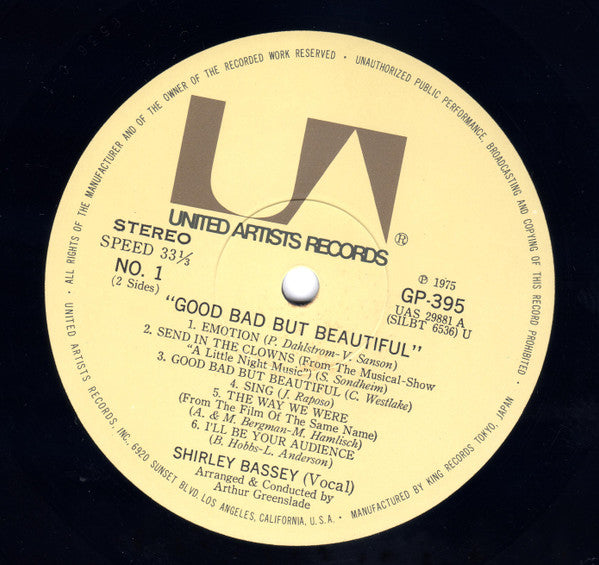 · ALL RIGHTS OF THE MANUFACTURER AND OF THE OWNER OF THE RECORDED WORK RESERVED · UNAUTHORIZED PUBLIC PERFORMANCE, BROADCASTING AND COPYING OF THIS RECORD PROHIBITED ·
UA
UNITED ARTISTS RECORDS®
STEREO
SPEED 33⅓
NO. 1
(2 Sides)
℗ 1975
GP-395
UAS 29881 A
(SILBT 6536) U
"GOOD BAD BUT BEAUTIFUL"
1. EMOTION (P. Dahlstrom-V. Sanson)
2. SEND IN THE CLOWNS (From The Musical-Show
"A Little Night Music") (S. Sondheim)
3. GOOD BAD BUT BEAUTIFUL (C. Westlake)
4. SING (J. Raposo)
5. THE WAY WE WERE
(From The Film Of The Same Name)
(A. & M. Bergman-M. Hamlisch)
6. I'LL BE YOUR AUDIENCE
(B. Hobbs-L. Anderson)
SHIRLEY BASSEY (Vocal)
Arranged & Conducted by
Arthur Greenslade
UNITED ARTISTS RECORDS, INC. 6920 SUNSET BLVD. LOS ANGELES, CALIFORNIA. U.S.A. · MANUFACTURED BY KING RECORDS TOKYO, JAPAN